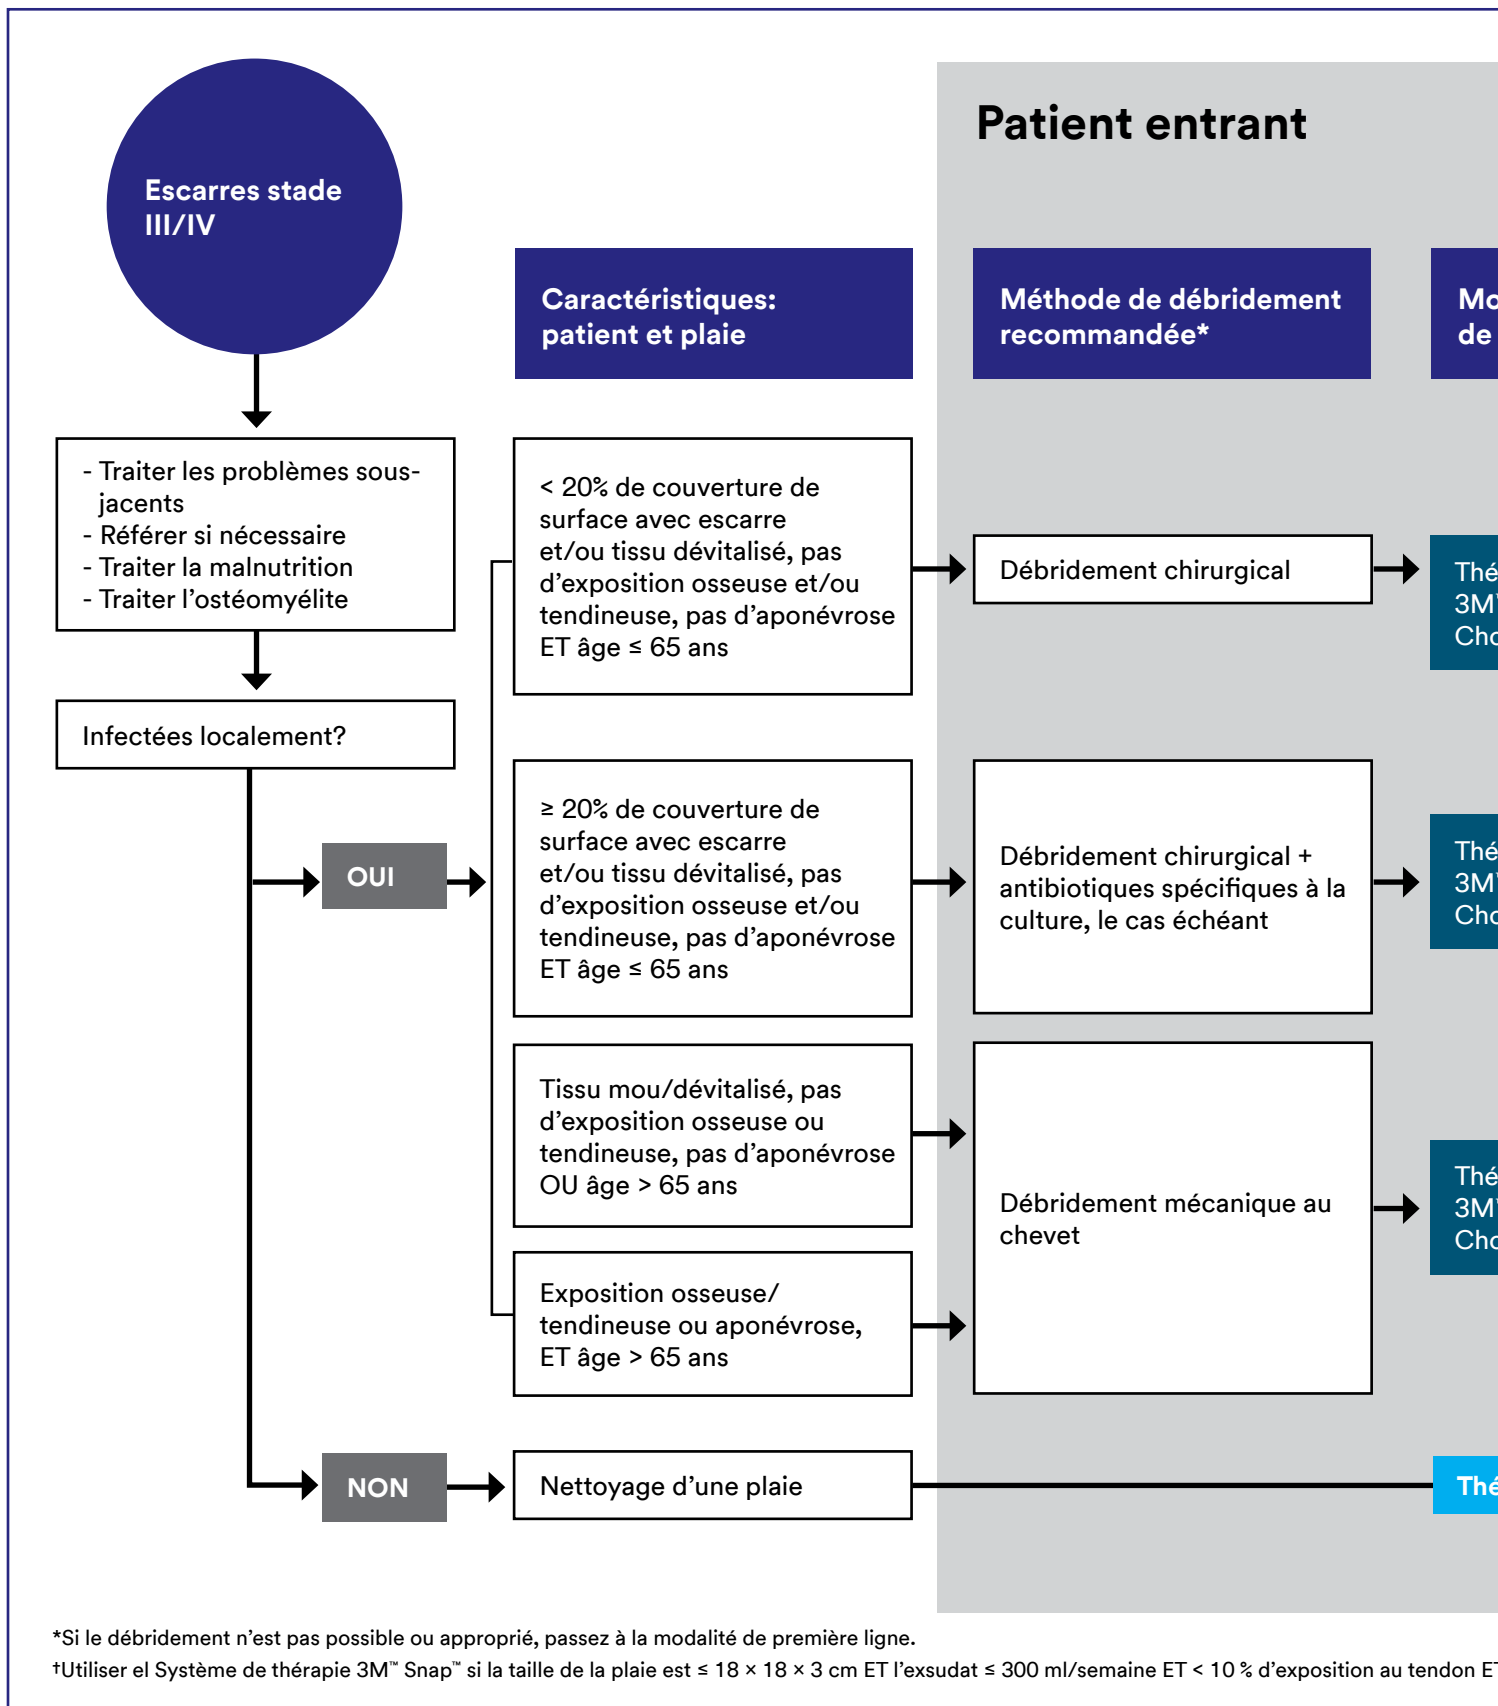 Patient entrant
Escarres stade
III/IV
Caractéristiques:
patient et plaie
Méthode de débridement
recommandée*
de
- Traiter les problèmes sous-
jacents
- Référer si nécessaire
- Traiter la malnutrition
- Traiter l'ostéomyélite
Infectées localement?
OUI
< 20% de couverture de
surface avec escarre
et/ou tissu dévitalisé, pas
d'exposition osseuse et/ou
tendineuse, pas d'aponévrose
ET âge ≤ 65 ans
Débridement chirurgical
3M™
≥ 20% de couverture de
surface avec escarre
et/ou tissu dévitalisé, pas
d'exposition osseuse et/ou
tendineuse, pas d'aponévrose
ET âge ≤ 65 ans
Débridement chirurgical +
antibiotiques spécifiques à la
culture, le cas échéant
3M™
Tissu mou/dévitalisé, pas
d'exposition osseuse ou
tendineuse, pas d'aponévrose
OU âge > 65 ans
Exposition osseuse/
tendineuse ou aponévrose,
ET âge > 65 ans
Débridement mécanique au
chevet
3M™
NON
Nettoyage d'une plaie
*Si le débridement n'est pas possible ou approprié, passez à la modalité de première ligne.
†Utiliser el Système de thérapie 3M™ Snap™ si la taille de la plaie est ≤ 18 × 18 × 3 cm ET l'exsudat ≤ 300 ml/semaine ET < 10 % d'exposition au tendon ET